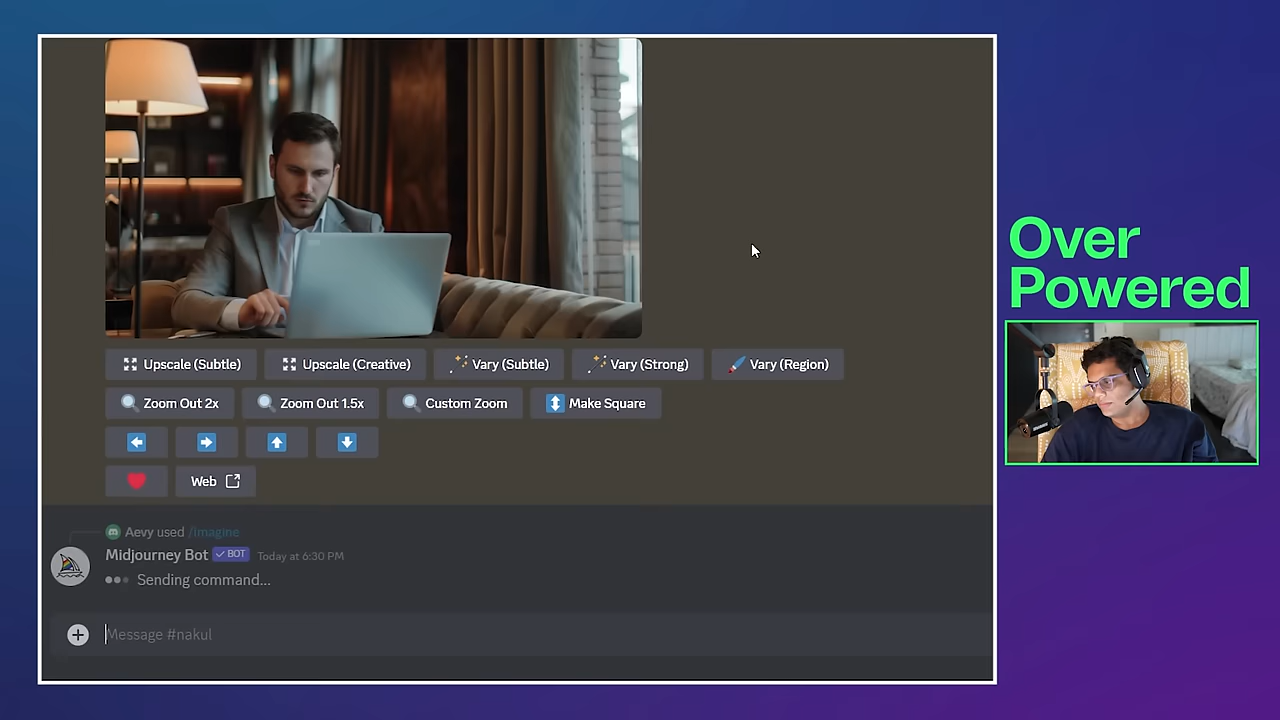 Over
Powered
Upscale (Subtle) Upscale (Creative) Vary (Subtle) Vary (Strong) Vary (Region)
Zoom Out 2x Zoom Out 1.5x Custom Zoom Make Square
Web
Aevy used /imagine
Midjourney Bot BOT Today at 6:30 PM
Sending command...
Message #nakul